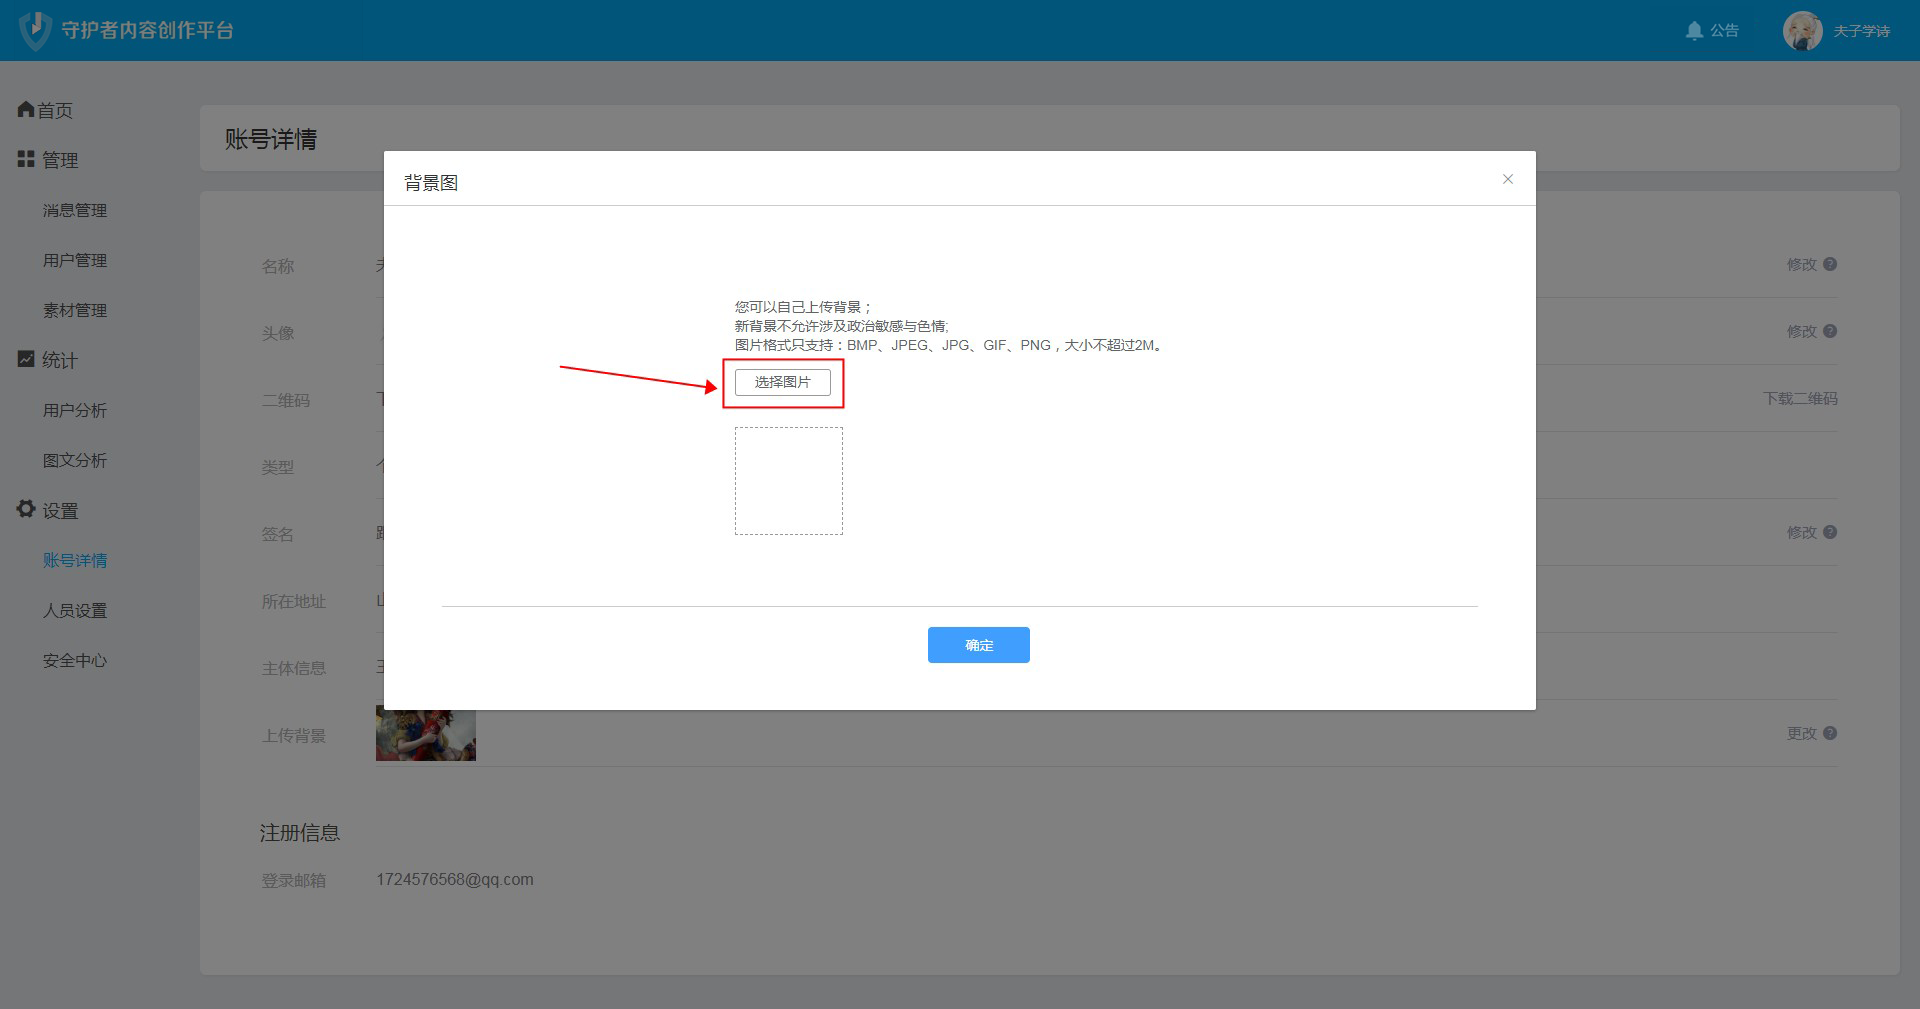 守护者内容创作平台
公告
夫子学诗
首页
管理
消息管理
用户管理
素材管理
统计
用户分析
图文分析
设置
账号详情
人员设置
安全中心
账号详情
名称
修改
头像
修改
二维码
下载二维码
类型
签名
修改
所在地址
主体信息
上传背景
更改
注册信息
登录邮箱 1724576568@qq.com
背景图
您可以自己上传背景；
新背景不允许涉及政治敏感与色情;
图片格式只支持：BMP、JPEG、JPG、GIF、PNG，大小不超过2M。
选择图片
确定